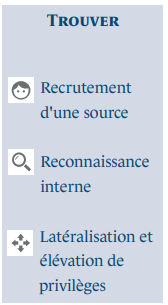 TROUVER
Recrutement
d'une source
Reconnaissance
interne
Latéralisation et
élévation de
privilèges